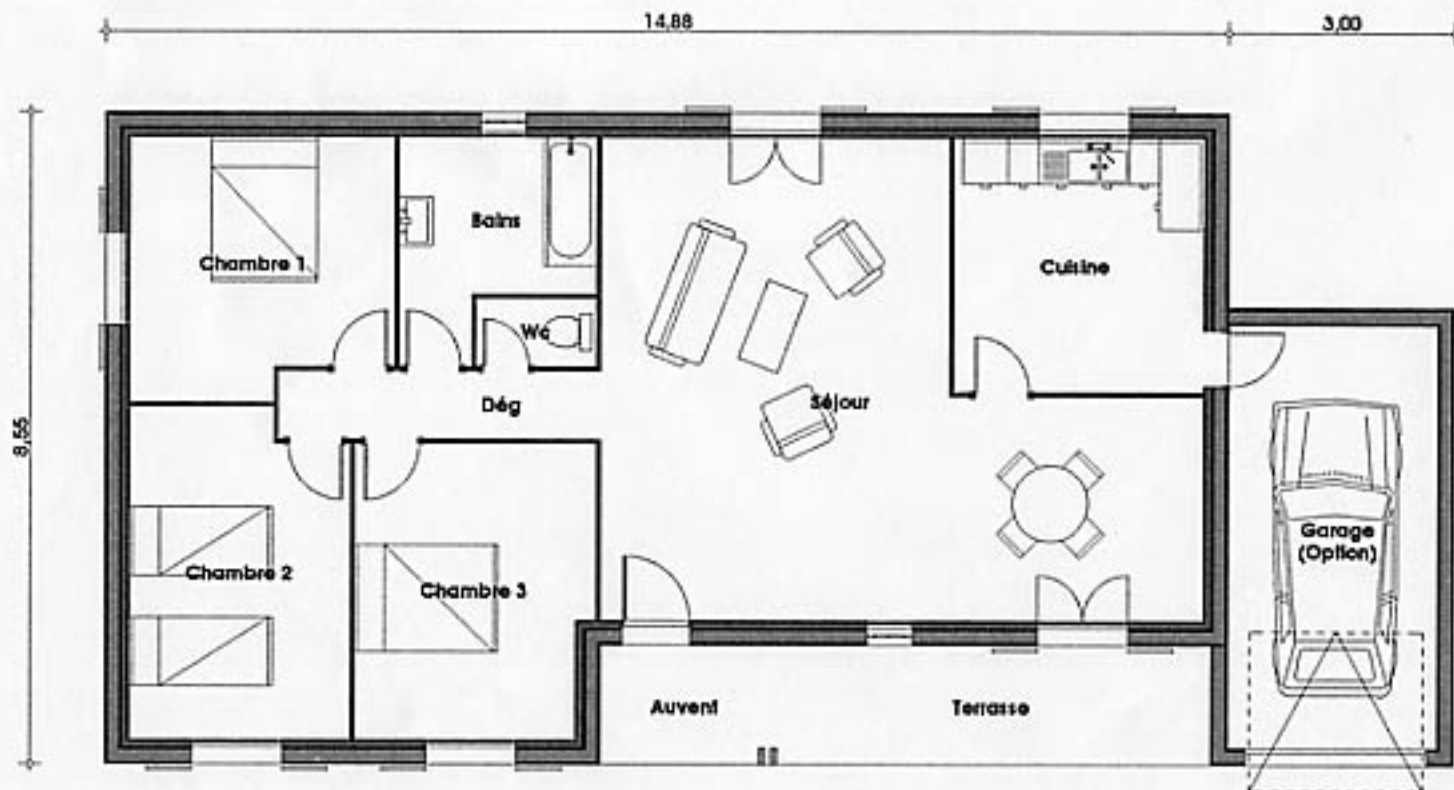 14,88
3,00
8,55
Chambre 1
Bains
Wc
Cuisine
Dég
Séjour
Chambre 2
Chambre 3
Garage
(Option)
Auvent
Terrasse